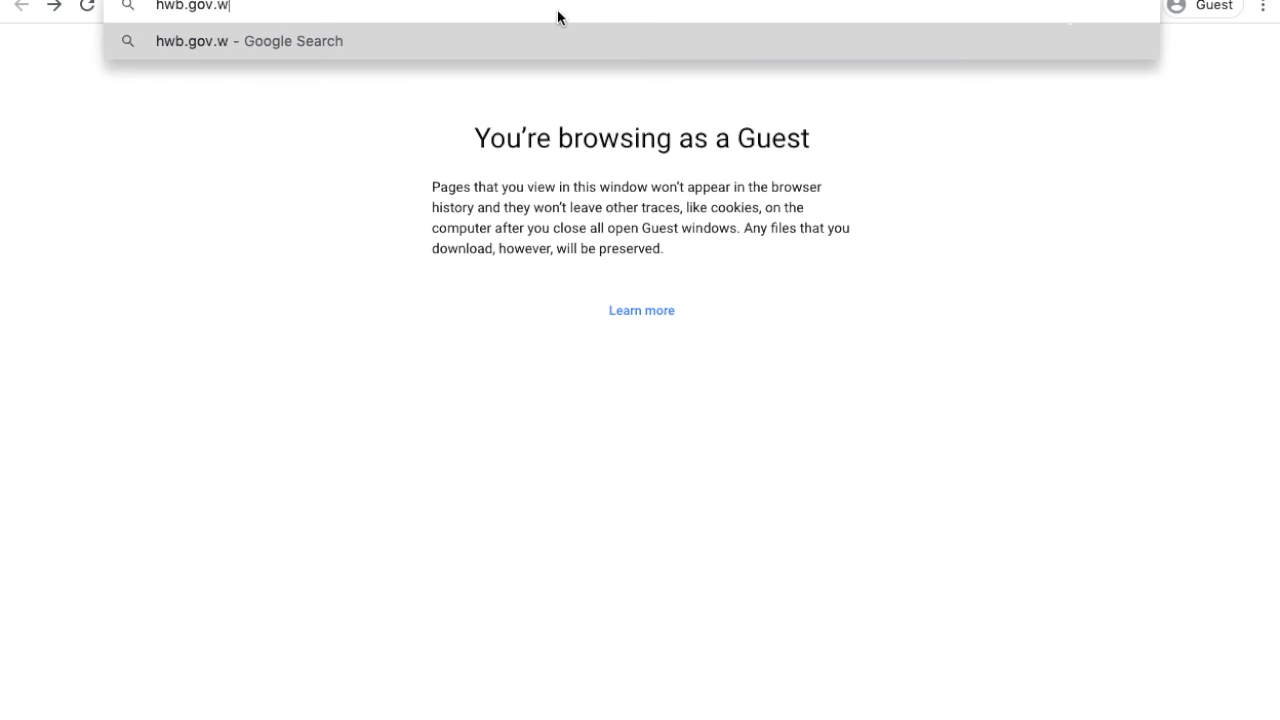 hwb.gov.w
Guest
hwb.gov.w - Google Search
You’re browsing as a Guest
Pages that you view in this window won’t appear in the browser
history and they won’t leave other traces, like cookies, on the
computer after you close all open Guest windows. Any files that you
download, however, will be preserved.
Learn more